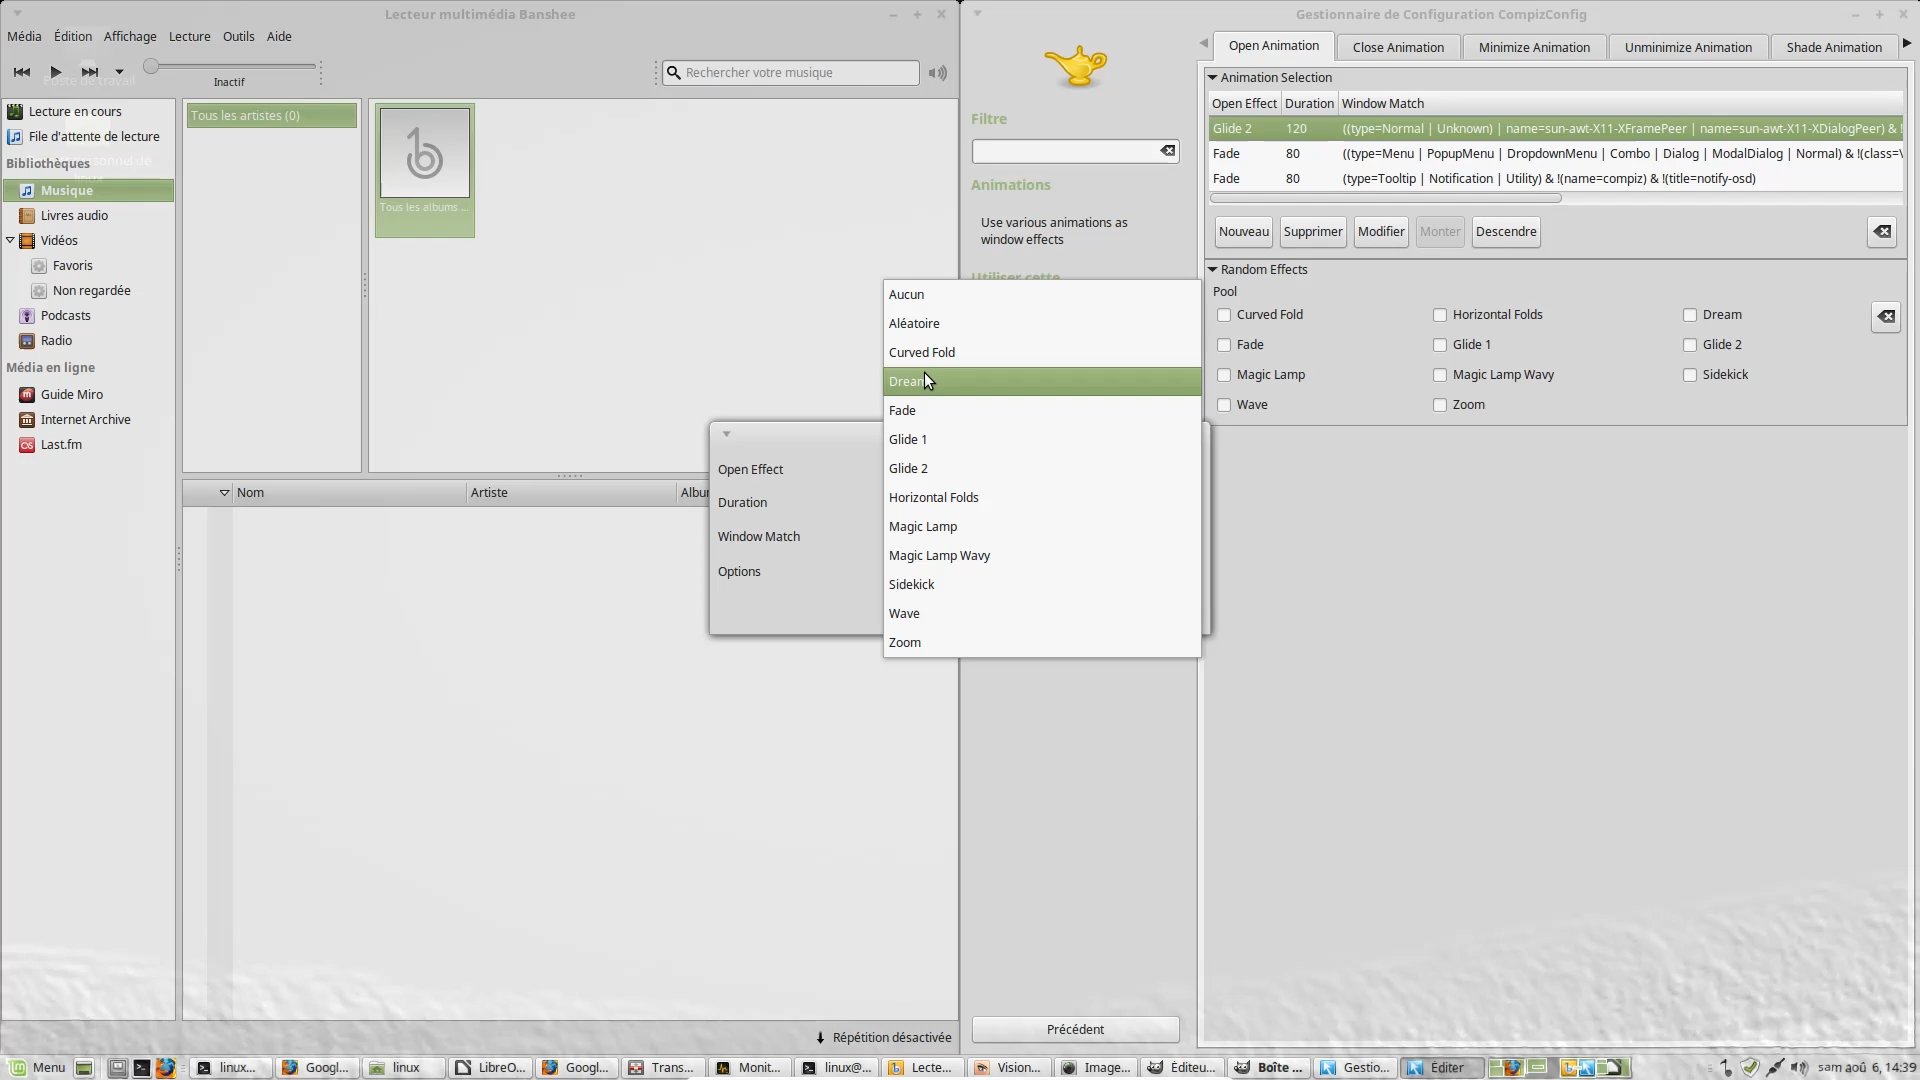 Lecteur multimédia Banshee
Média Édition Affichage Lecture Outils Aide
Inactif
Rechercher votre musique
Lecture en cours
File d'attente de lecture
Bibliothèques
Musique
Livres audio
Vidéos
Favoris
Non regardée
Podcasts
Radio
Média en ligne
Guide Miro
Internet Archive
Last.fm
Tous les artistes (0)
Tous les albums ...
Nom Artiste
Répétition désactivée
Open Effect
Duration
Window Match
Options
Aucun
Aléatoire
Curved Fold
Dream
Fade
Glide 1
Glide 2
Horizontal Folds
Magic Lamp
Magic Lamp Wavy
Sidekick
Wave
Zoom
Gestionnaire de Configuration CompizConfig
Filtre
Animations
Use various animations as
window effects
Utiliser cette
Précédent
Open Animation Close Animation Minimize Animation Unminimize Animation Shade Animation
Animation Selection
Open Effect Duration Window Match
Glide 2 120 ((type=Normal | Unknown) | name=sun-awt-X11-XFramePeer | name=sun-awt-X11-XDialogPeer) & !
Fade 80 ((type=Menu | PopupMenu | DropdownMenu | Combo | Dialog | ModalDialog | Normal) & !(class=\
Fade 80 (type=Tooltip | Notification | Utility) & !(name=compiz) & !(title=notify-osd)
Nouveau Supprimer Modifier Monter Descendre
Random Effects
Pool
Curved Fold Horizontal Folds Dream
Fade Glide 1 Glide 2
Magic Lamp Magic Lamp Wavy Sidekick
Wave Zoom
Menu linux... Googl... linux LibreO... Googl... Trans... Monit... linux@... Lecte... Vision... Image... Éditeu... Boîte ... Gestio... Éditer sam aoû 6, 14:39